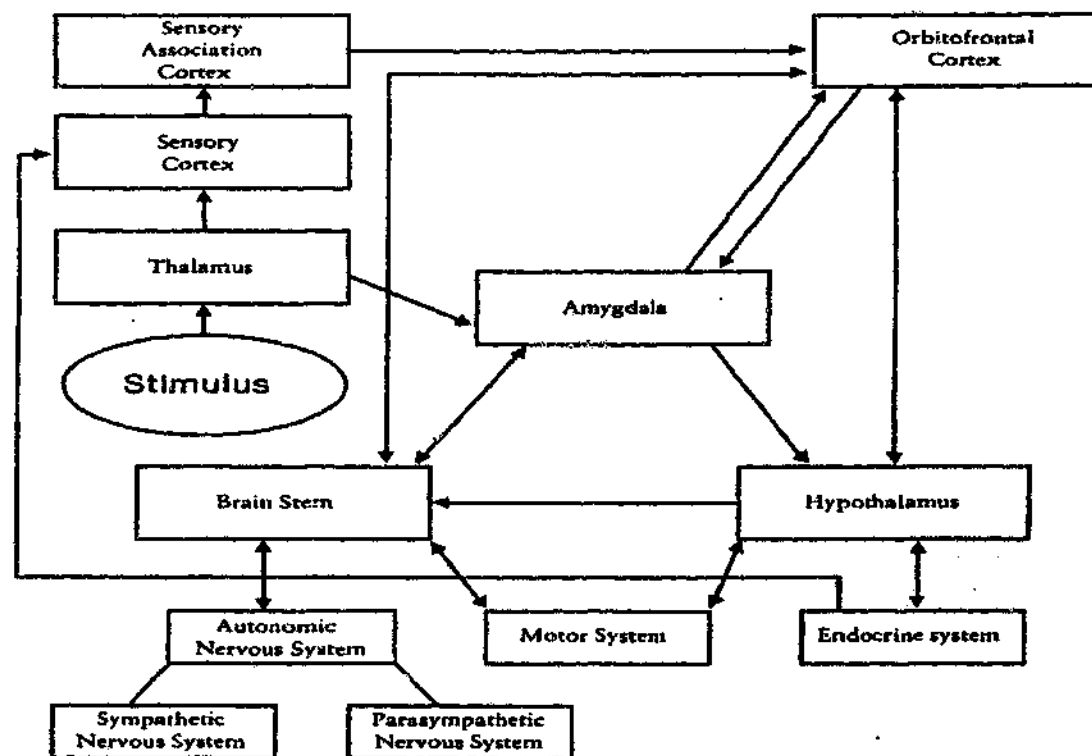 Sensory
Association
Cortex
Orbitofrontal
Cortex
Sensory
Cortex
Thalamus
Amygdala
Stimulus
Brain Stem
Hypothalamus
Autonomic
Nervous System
Motor System
Endocrine system
Sympathetic
Nervous System
Parasympathetic
Nervous System